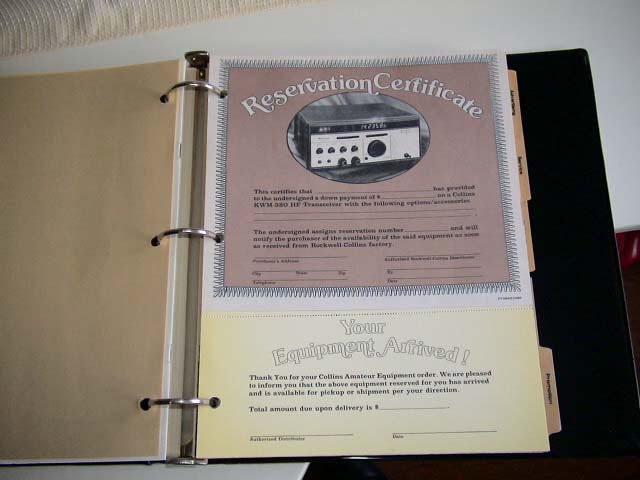 Reservation Certificate
This certifies that ______ has provided
to the undersigned a down payment of $ ______ on a Collins
KWM-380 HF Transceiver with the following options/accessories
The undersigned assigns reservation number ______ and will
notify the purchaser of the availability of the said equipment as soon
as received from Rockwell-Collins factory.
Purchaser's Address
Authorized Rockwell-Collins Distributor
City State Zip
By
Telephone
Date
Your
Equipment Arrived!
Thank You for your Collins Amateur Equipment order. We are pleased
to inform you that the above equipment reserved for you has arrived
and is available for pickup or shipment per your direction.
Total amount due upon delivery is $ ______.
Authorized Distributor
Date
Service